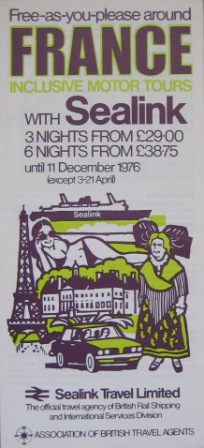 Free-as-you-please around
FRANCE
INCLUSIVE MOTOR TOURS
WITH Sealink
3 NIGHTS FROM £29·00
6 NIGHTS FROM £38·75
until 11 December 1976
(except 3-21 April)
Sealink
Sealink Travel Limited
The official travel agency of British Rail Shipping
and International Services Division
ASSOCIATION OF BRITISH TRAVEL AGENTS